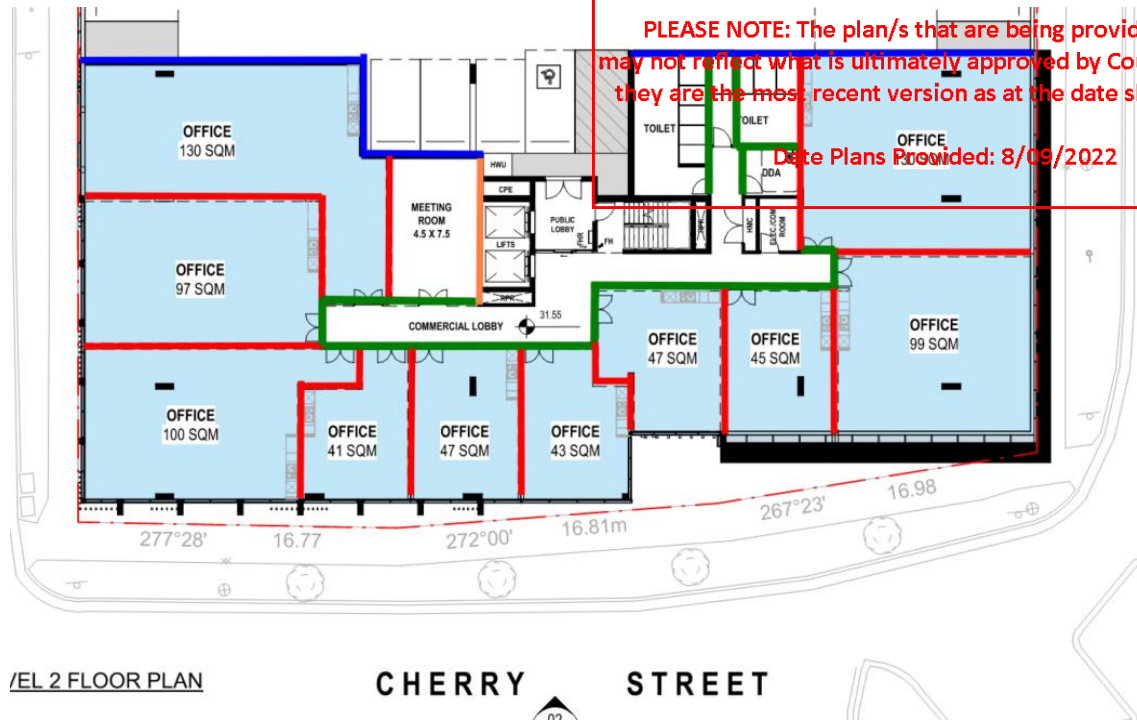 PLEASE NOTE: The plan/s that are being provid
may not reflect what is ultimately approved by Cou
they are the most recent version as at the date s
Date Plans Provided: 8/09/2022
OFFICE
130 SQM
TOILET
TOILET
OFFICE
130 SQM
DDA
HWU
CPE
MEETING
ROOM
4.5 X 7.5
LIFTS
PUBLIC
LOBBY
FHR
FH
HMC
ELEC.COM
ROOM
OFFICE
97 SQM
COMMERCIAL LOBBY
31.55
OFFICE
47 SQM
OFFICE
45 SQM
OFFICE
99 SQM
OFFICE
100 SQM
OFFICE
41 SQM
OFFICE
47 SQM
OFFICE
43 SQM
277°28'
16.77
272°00'
16.81m
267°23'
16.98
/EL 2 FLOOR PLAN
CHERRY STREET
02